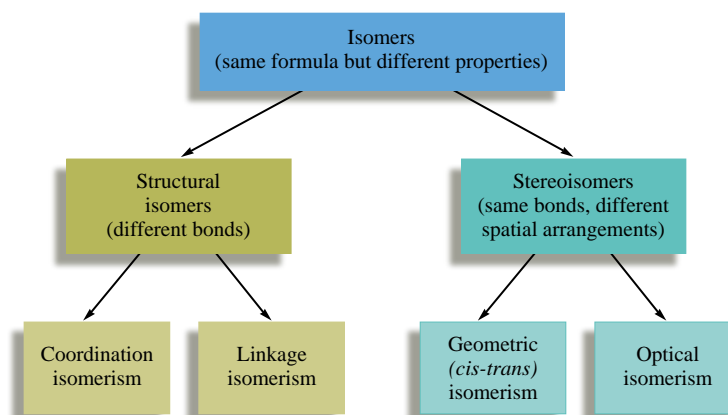 Isomers
(same formula but different properties)
Structural
isomers
(different bonds)
Stereoisomers
(same bonds, different
spatial arrangements)
Coordination
isomerism
Linkage
isomerism
Geometric
(cis-trans)
isomerism
Optical
isomerism